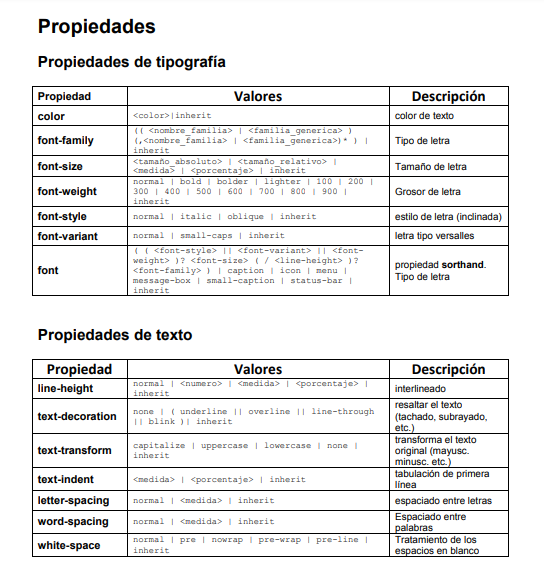 Propiedades
Propiedades de tipografía
Propiedad Valores Descripción
color <color>|inherit color de texto
font-family (( <nombre_familia> | <familia_generica> )
(,<nombre_familia> | <familia_generica>)* ) |
inherit Tipo de letra
font-size <tamaño_absoluto> | <tamaño_relativo> |
<medida> | <porcentaje> | inherit Tamaño de letra
font-weight normal | bold | bolder | lighter | 100 | 200 |
300 | 400 | 500 | 600 | 700 | 800 | 900 |
inherit Grosor de letra
font-style normal | italic | oblique | inherit estilo de letra (inclinada)
font-variant normal | small-caps | inherit letra tipo versalles
font ( ( <font-style> || <font-variant> || <font-
weight> )? <font-size> ( / <line-height> )?
<font-family> ) | caption | icon | menu |
message-box | small-caption | status-bar |
inherit
propiedad sorthand.
Tipo de letra
Propiedades de texto
Propiedad Valores Descripción
line-height normal | <numero> | <medida> | <porcentaje> |
inherit interlineado
text-decoration none | ( underline || overline || line-through
|| blink )| inherit
resaltar el texto
(tachado, subrayado,
etc.)
text-transform capitalize | uppercase | lowercase | none |
inherit
transforma el texto
original (mayusc.
minusc. etc.)
text-indent <medida> | <porcentaje> | inherit
tabulación de primera
línea
letter-spacing normal | <medida> | inherit espaciado entre letras
word-spacing normal | <medida> | inherit
Espaciado entre
palabras
white-space normal | pre | nowrap | pre-wrap | pre-line |
inherit
Tratamiento de los
espacios en blanco